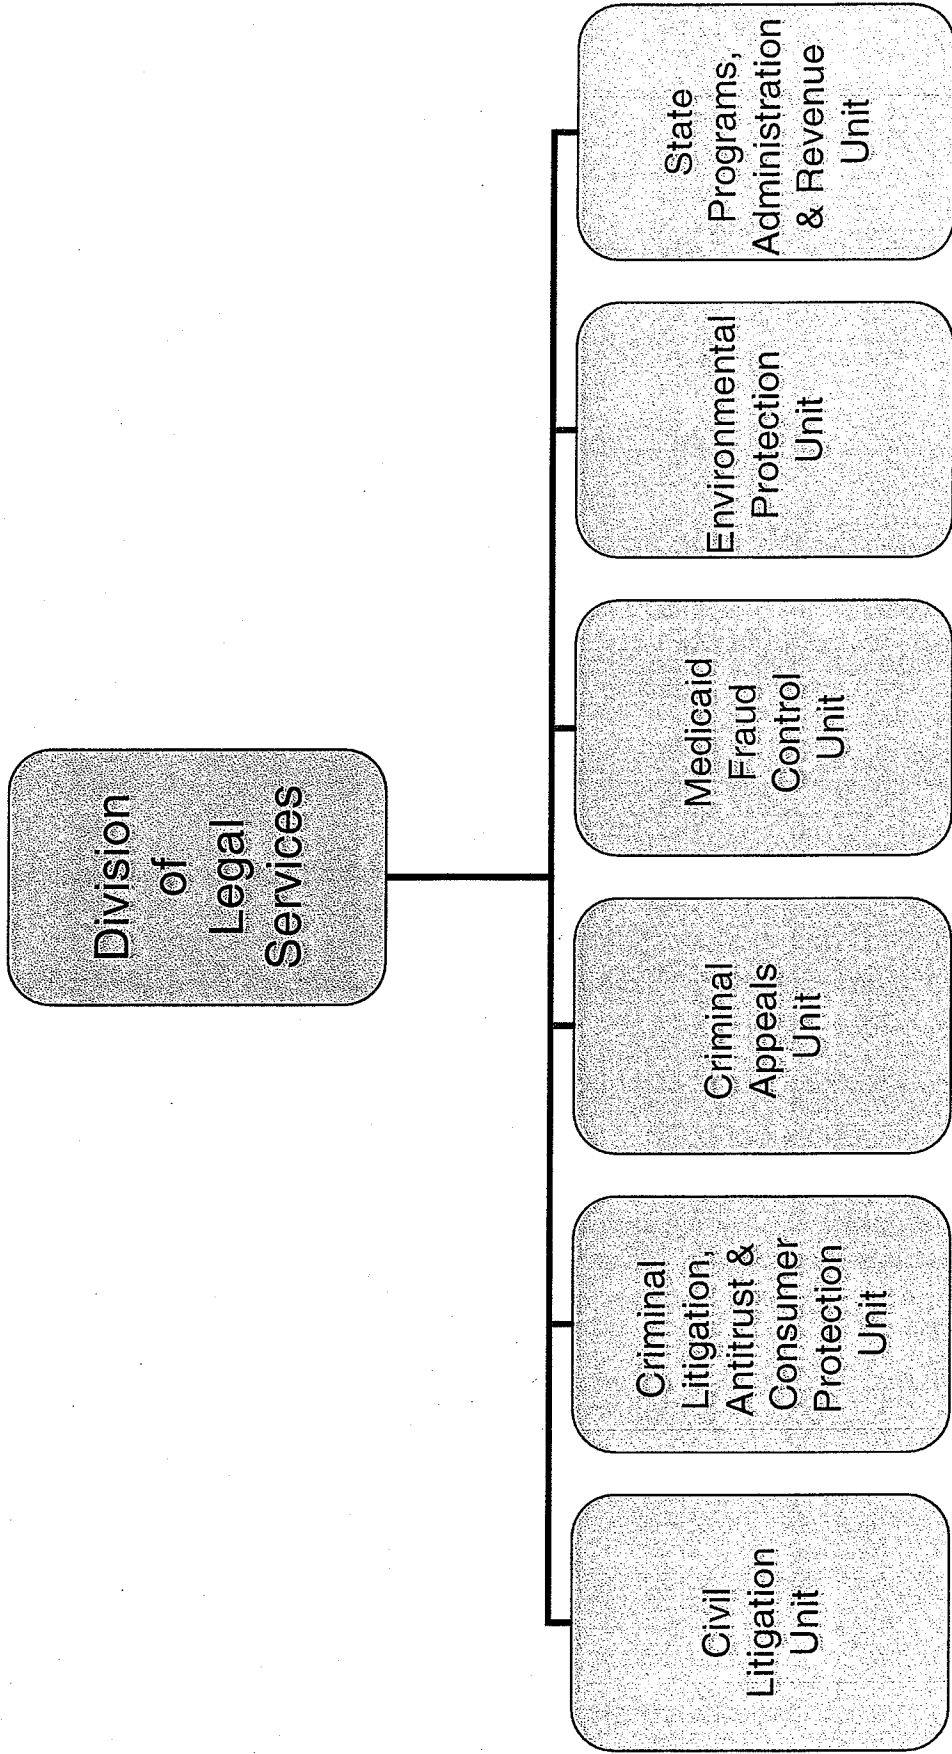 Division
of
Legal
Services
Civil
Litigation
Unit
Criminal
Litigation,
Antitrust &
Consumer
Protection
Unit
Criminal
Appeals
Unit
Medicaid
Fraud
Control
Unit
Environmental
Protection
Unit
State
Programs,
Administration
& Revenue
Unit